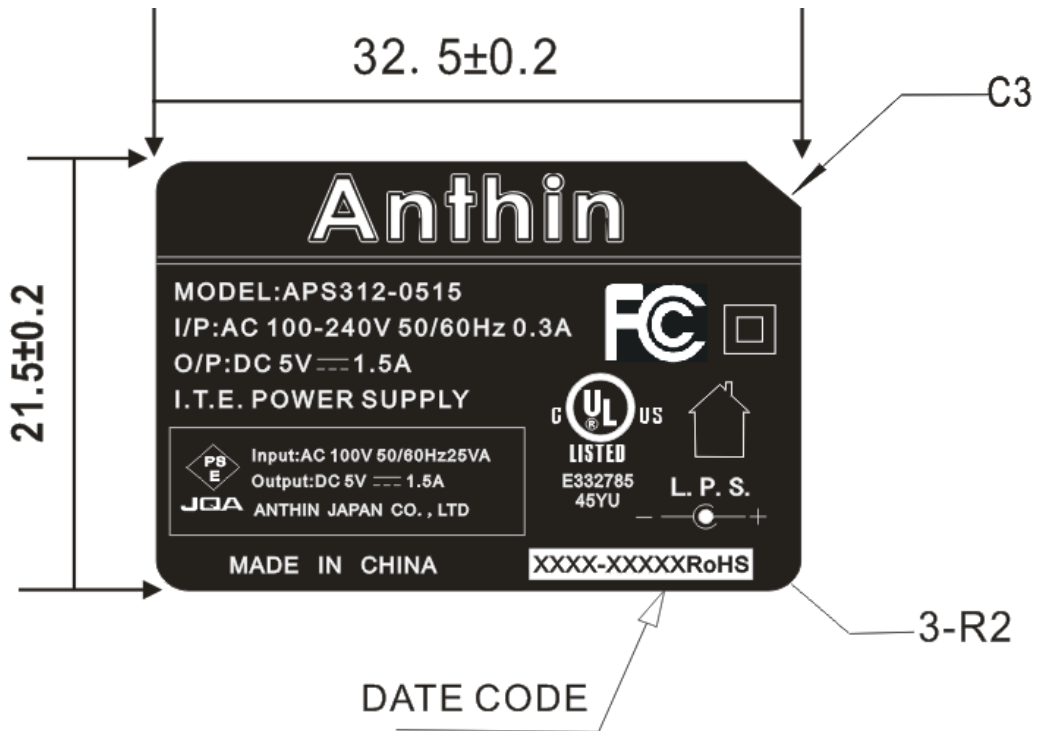 32. 5±0.2
C3
21.5±0.2
Anthin
MODEL:APS312-0515
I/P:AC 100-240V 50/60Hz 0.3A
O/P:DC 5V⎓1.5A
I.T.E. POWER SUPPLY
FC
C UL US
®
LISTED
E332785
45YU
L. P. S.
- +
PS
E
JQA
Input:AC 100V 50/60Hz25VA
Output:DC 5V ⎓ 1.5A
ANTHIN JAPAN CO. , LTD
MADE IN CHINA
XXXX-XXXXXRoHS
3-R2
DATE CODE